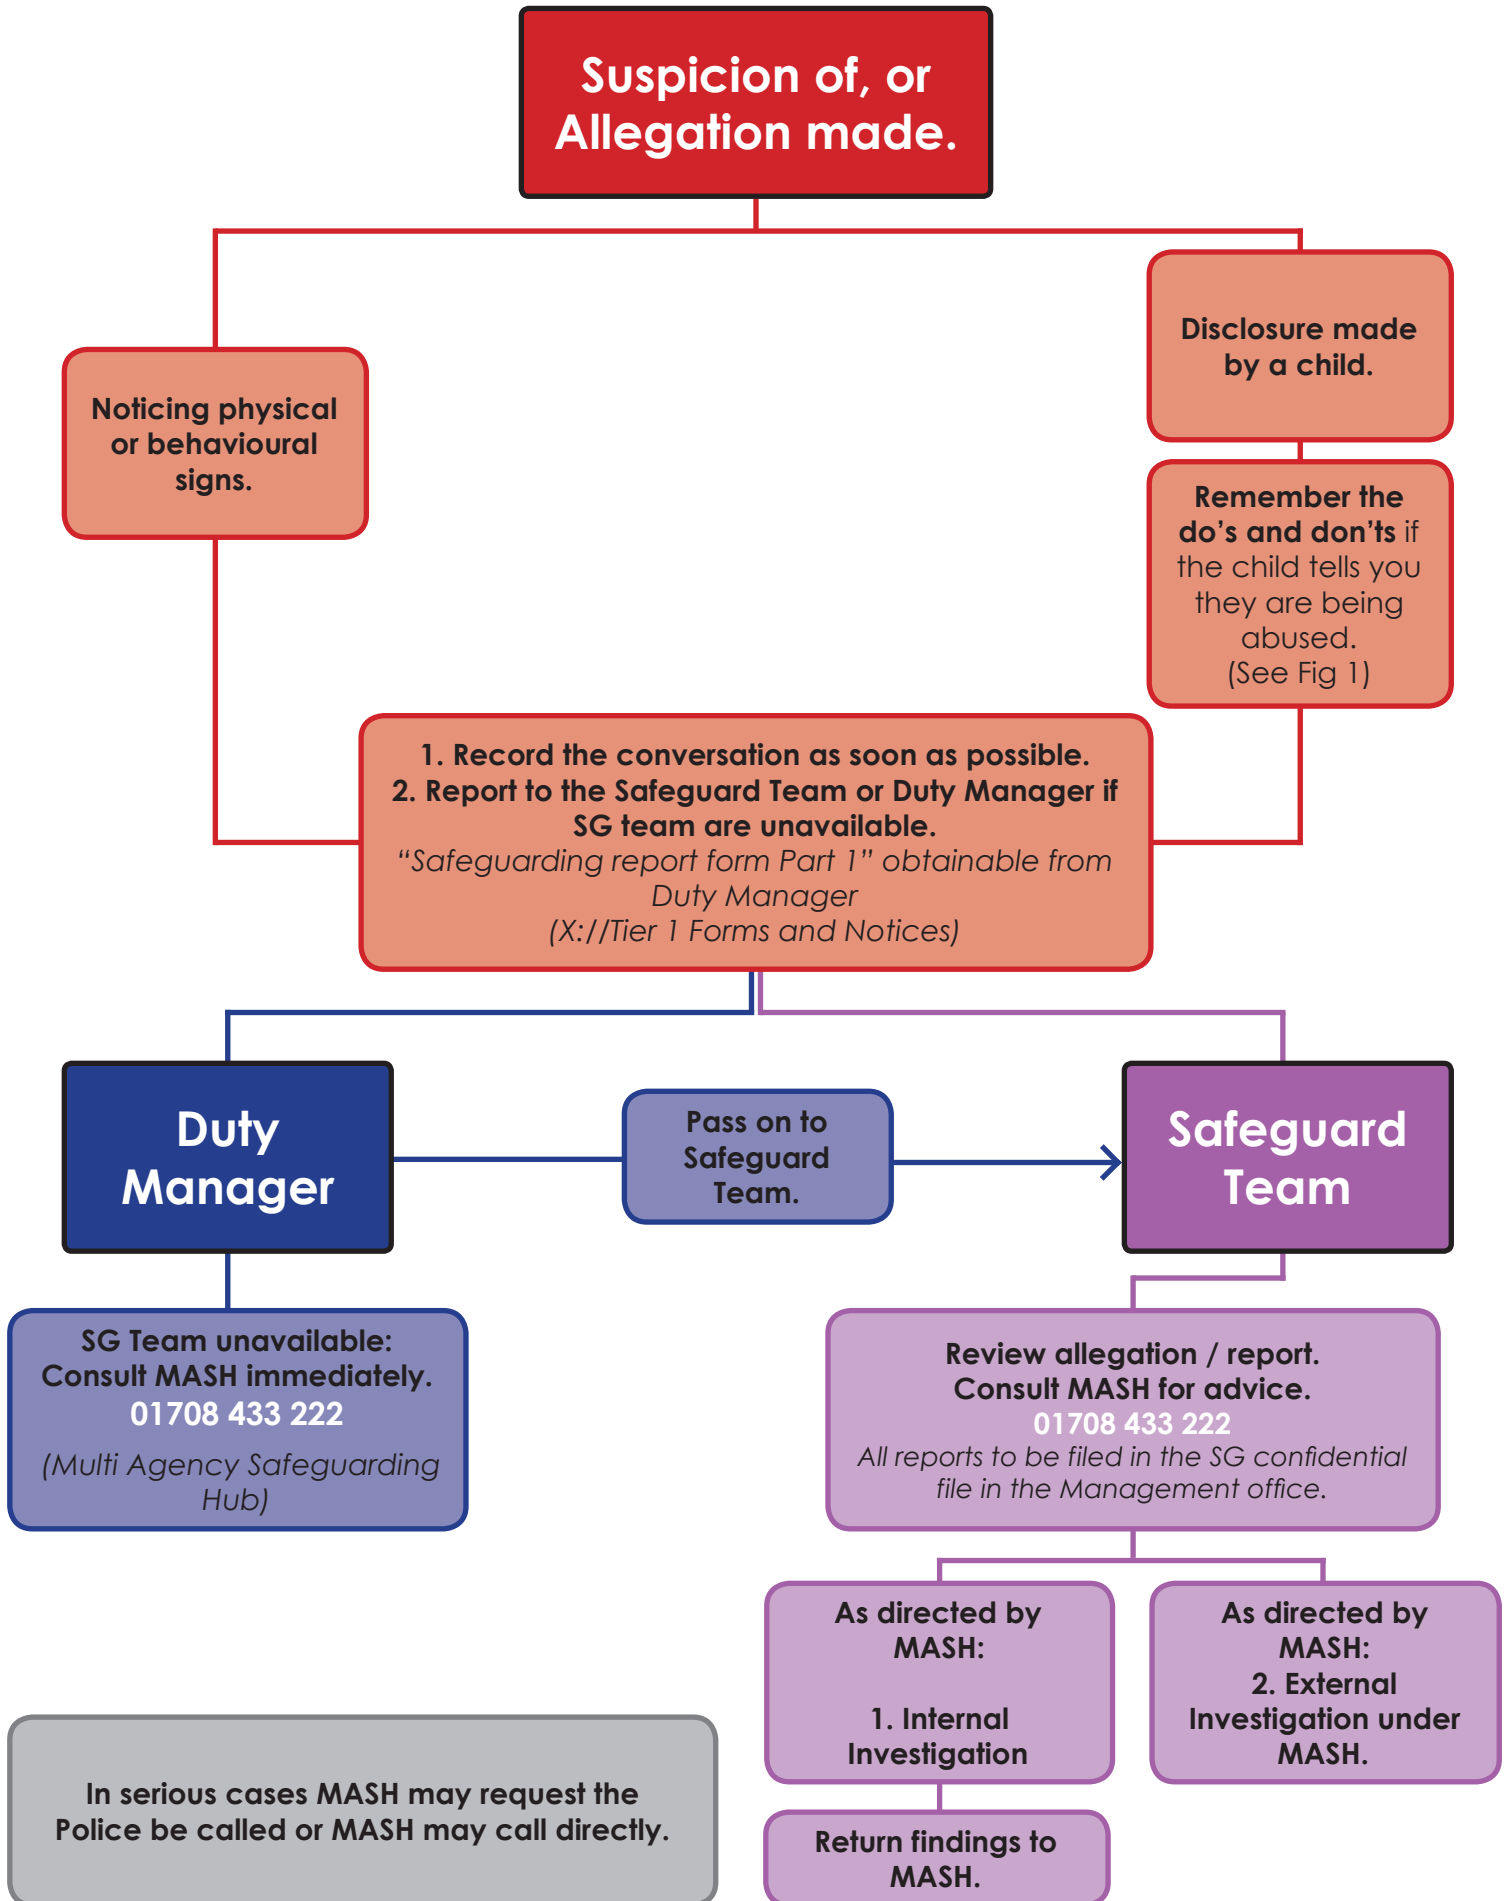 Suspicion of, or
Allegation made.
Disclosure made
by a child.
Noticing physical
or behavioural
signs.
Remember the
do’s and don’ts if
the child tells you
they are being
abused.
(See Fig 1)
1. Record the conversation as soon as possible.
2. Report to the Safeguard Team or Duty Manager if
SG team are unavailable.
“Safeguarding report form Part 1” obtainable from
Duty Manager
(X://Tier 1 Forms and Notices)
Duty
Manager
Pass on to
Safeguard
Team.
Safeguard
Team
SG Team unavailable:
Consult MASH immediately.
01708 433 222
(Multi Agency Safeguarding
Hub)
Review allegation / report.
Consult MASH for advice.
01708 433 222
All reports to be filed in the SG confidential
file in the Management office.
As directed by
MASH:
1. Internal
Investigation
As directed by
MASH:
2. External
Investigation under
MASH.
In serious cases MASH may request the
Police be called or MASH may call directly.
Return findings to
MASH.